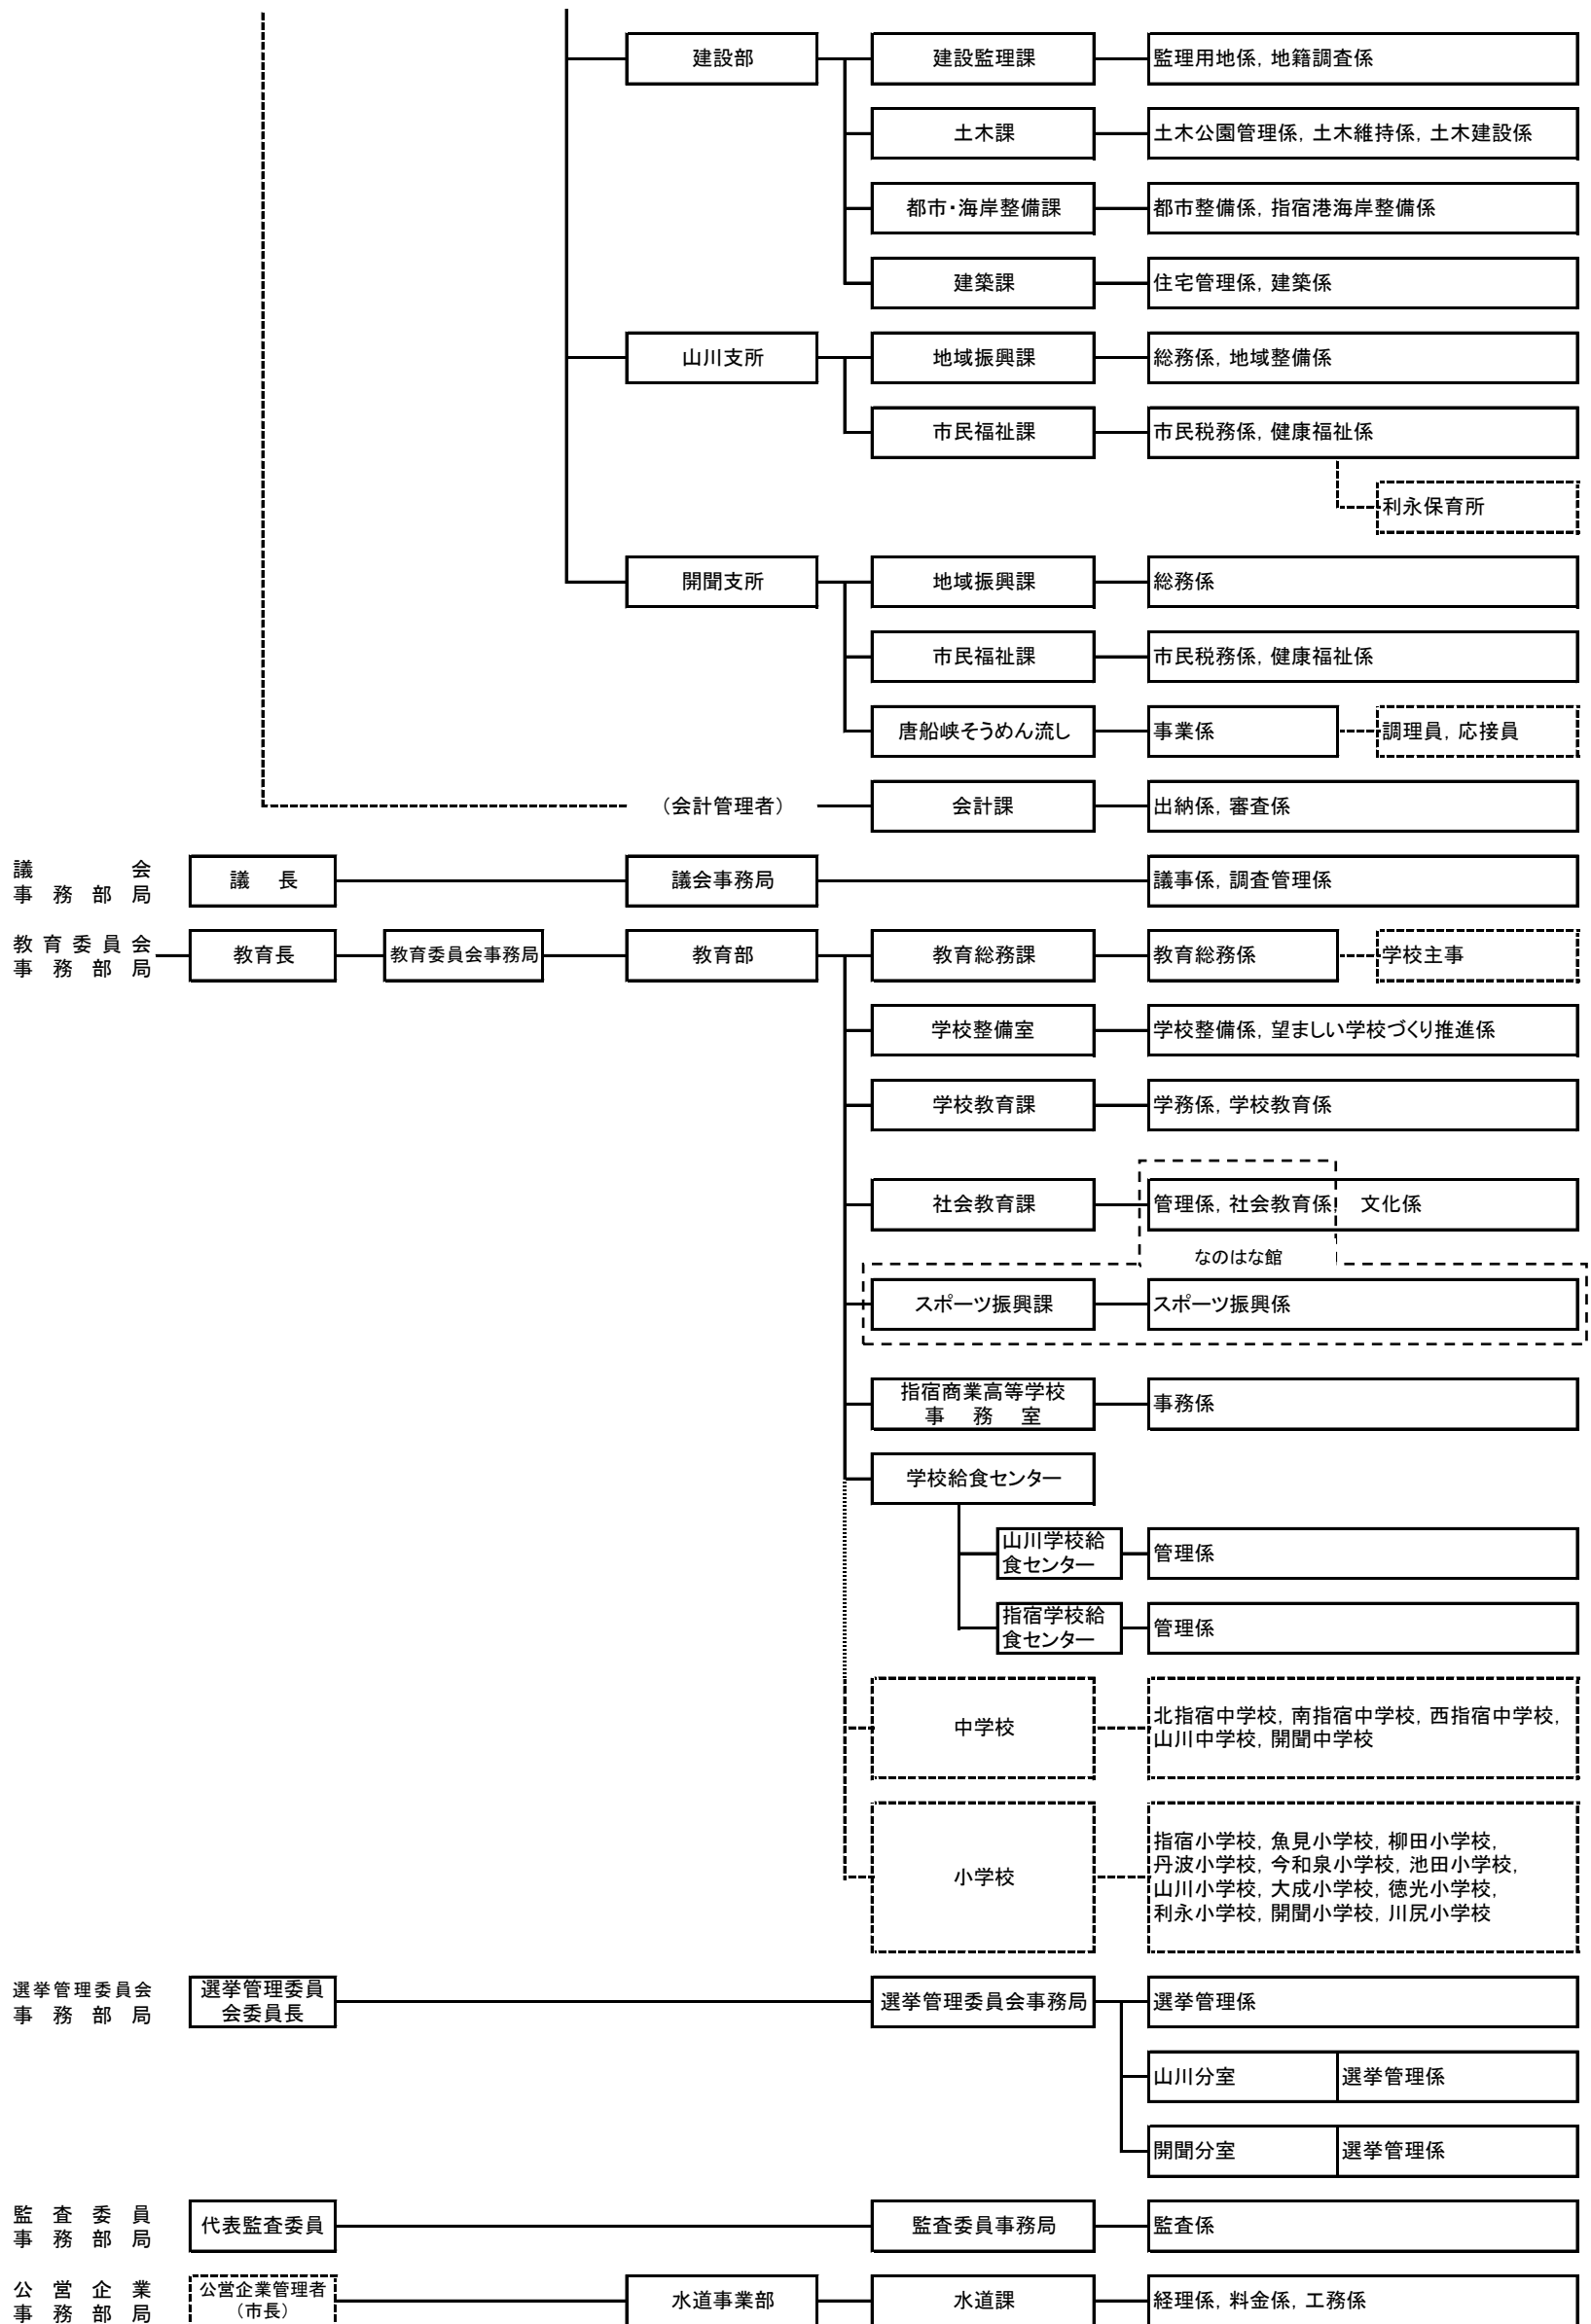 建設部
建設監理課
監理用地係, 地籍調査係
土木課
土木公園管理係, 土木維持係, 土木建設係
都市・海岸整備課
都市整備係, 指宿港海岸整備係
建築課
住宅管理係, 建築係
山川支所
地域振興課
総務係, 地域整備係
市民福祉課
市民税務係, 健康福祉係
利永保育所
開聞支所
地域振興課
総務係
市民福祉課
市民税務係, 健康福祉係
唐船峡そうめん流し
事業係
調理員, 応接員
（会計管理者）
会計課
出納係, 審査係
議会
事務部局
議長
議会事務局
議事係, 調査管理係
教育委員会
事務部局
教育長
教育委員会事務局
教育部
教育総務課
教育総務係
学校主事
学校整備室
学校整備係, 望ましい学校づくり推進係
学校教育課
学務係, 学校教育係
社会教育課
管理係, 社会教育係, 文化係
なのはな館
スポーツ振興課
スポーツ振興係
指宿商業高等学校
事務室
事務係
学校給食センター
山川学校給
食センター
管理係
指宿学校給
食センター
管理係
中学校
北指宿中学校, 南指宿中学校, 西指宿中学校,
山川中学校, 開聞中学校
小学校
指宿小学校, 魚見小学校, 柳田小学校,
丹波小学校, 今和泉小学校, 池田小学校,
山川小学校, 大成小学校, 徳光小学校,
利永小学校, 開聞小学校, 川尻小学校
選挙管理委員会
事務部局
選挙管理委員
会委員長
選挙管理委員会事務局
選挙管理係
山川分室
選挙管理係
開聞分室
選挙管理係
監査委員
事務部局
代表監査委員
監査委員事務局
監査係
公営企業
事務部局
公営企業管理者
（市長）
水道事業部
水道課
経理係, 料金係, 工務係